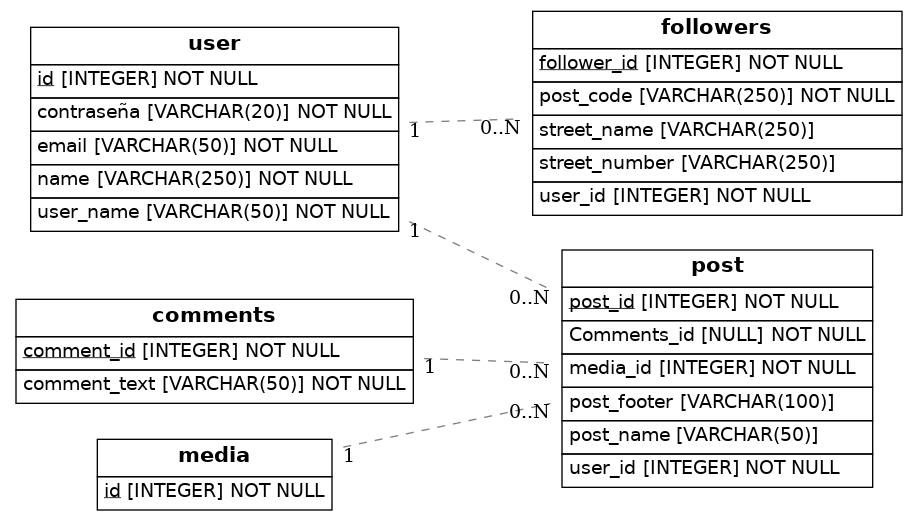 user
id [INTEGER] NOT NULL
contraseña [VARCHAR(20)] NOT NULL
email [VARCHAR(50)] NOT NULL
name [VARCHAR(250)] NOT NULL
user_name [VARCHAR(50)] NOT NULL
1
0..N
followers
follower_id [INTEGER] NOT NULL
post_code [VARCHAR(250)] NOT NULL
street_name [VARCHAR(250)]
street_number [VARCHAR(250)]
user_id [INTEGER] NOT NULL
1
0..N
comments
comment_id [INTEGER] NOT NULL
comment_text [VARCHAR(50)] NOT NULL
1
0..N
media
id [INTEGER] NOT NULL
1
0..N
post
post_id [INTEGER] NOT NULL
Comments_id [NULL] NOT NULL
media_id [INTEGER] NOT NULL
post_footer [VARCHAR(100)]
post_name [VARCHAR(50)]
user_id [INTEGER] NOT NULL